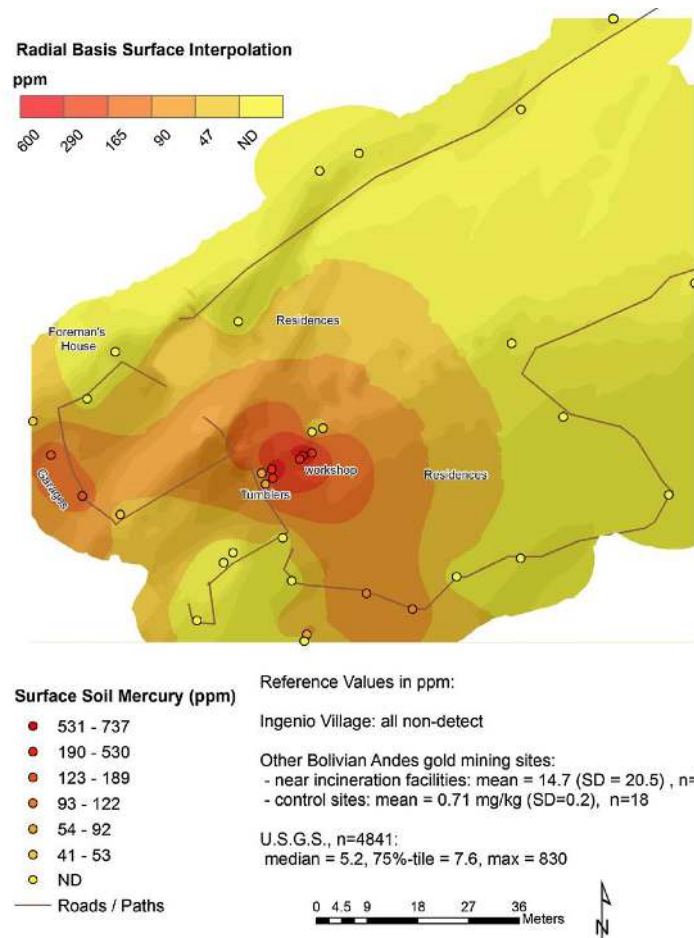 Radial Basis Surface Interpolation
ppm
600 290 165 90 47 ND
Foreman's
House
Residences
Garages
workshop
Residences
Tumblers
Surface Soil Mercury (ppm)
531 - 737
190 - 530
123 - 189
93 - 122
54 - 92
41 - 53
ND
Roads / Paths
Reference Values in ppm:
Ingenio Village: all non-detect
Other Bolivian Andes gold mining sites:
- near incineration facilities: mean = 14.7 (SD = 20.5) , n=
- control sites: mean = 0.71 mg/kg (SD=0.2), n=18
U.S.G.S., n=4841:
median = 5.2, 75%-tile = 7.6, max = 830
0 4.5 9 18 27 36
Meters
N